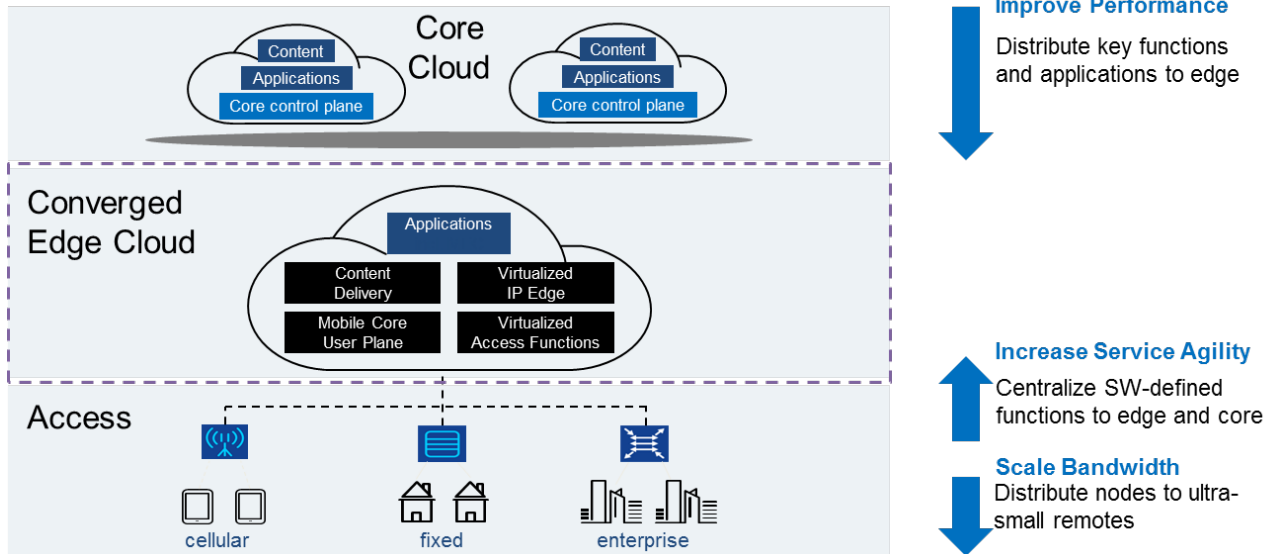 Improve Performance
Distribute key functions
and applications to edge
Core
Cloud
Content
Applications
Core control plane
Content
Applications
Core control plane
Converged
Edge Cloud
Applications
Content
Delivery
Virtualized
IP Edge
Mobile Core
User Plane
Virtualized
Access Functions
Increase Service Agility
Centralize SW-defined
functions to edge and core
Access
Scale Bandwidth
Distribute nodes to ultra-
small remotes
cellular
fixed
enterprise